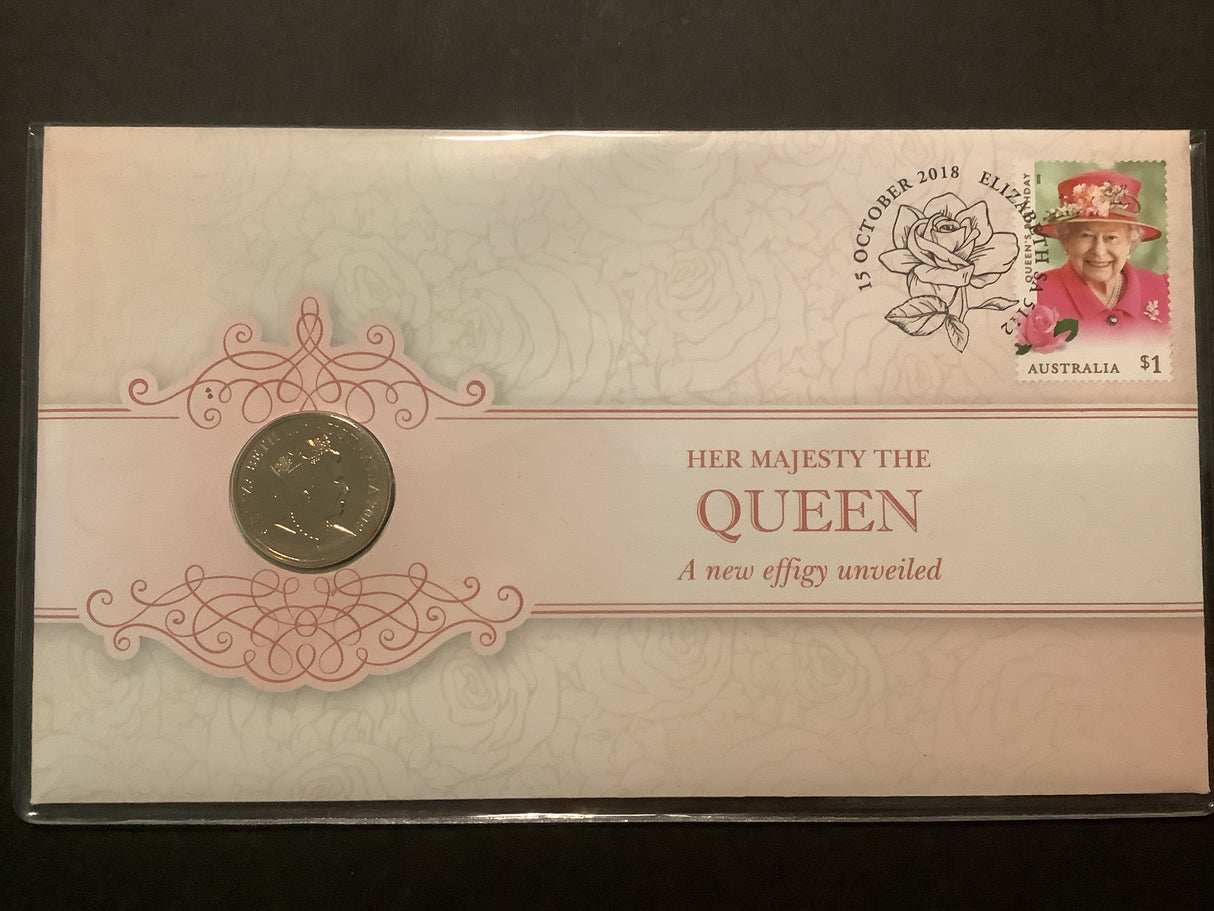 15 OCTOBER 2018 ELIZABETH SA 5112
QUEEN'S BIRTHDAY
AUSTRALIA $1
HER MAJESTY THE
QUEEN
A new effigy unveiled